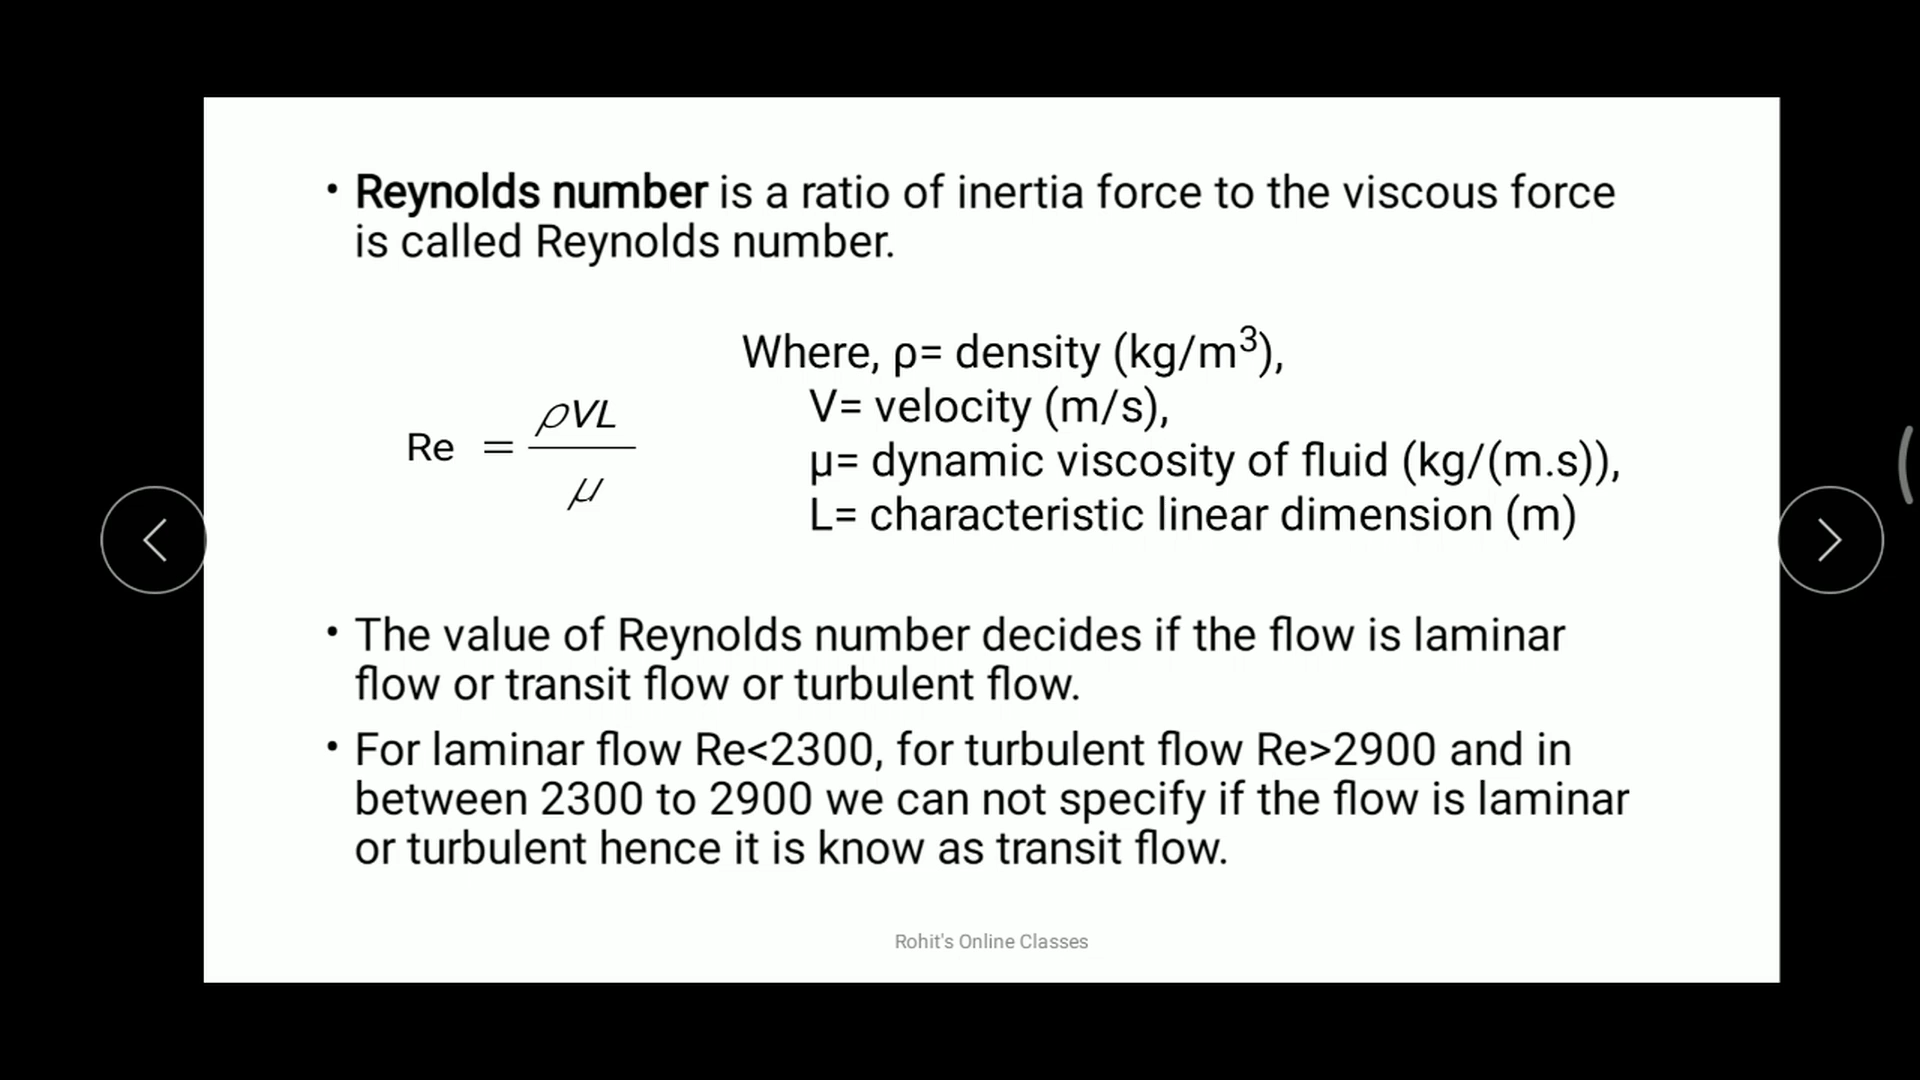 • Reynolds number is a ratio of inertia force to the viscous force
is called Reynolds number.
Re = ρVL / μ
Where, ρ= density (kg/m³),
V= velocity (m/s),
μ= dynamic viscosity of fluid (kg/(m.s)),
L= characteristic linear dimension (m)
• The value of Reynolds number decides if the flow is laminar
flow or transit flow or turbulent flow.
• For laminar flow Re<2300, for turbulent flow Re>2900 and in
between 2300 to 2900 we can not specify if the flow is laminar
or turbulent hence it is know as transit flow.
Rohit's Online Classes